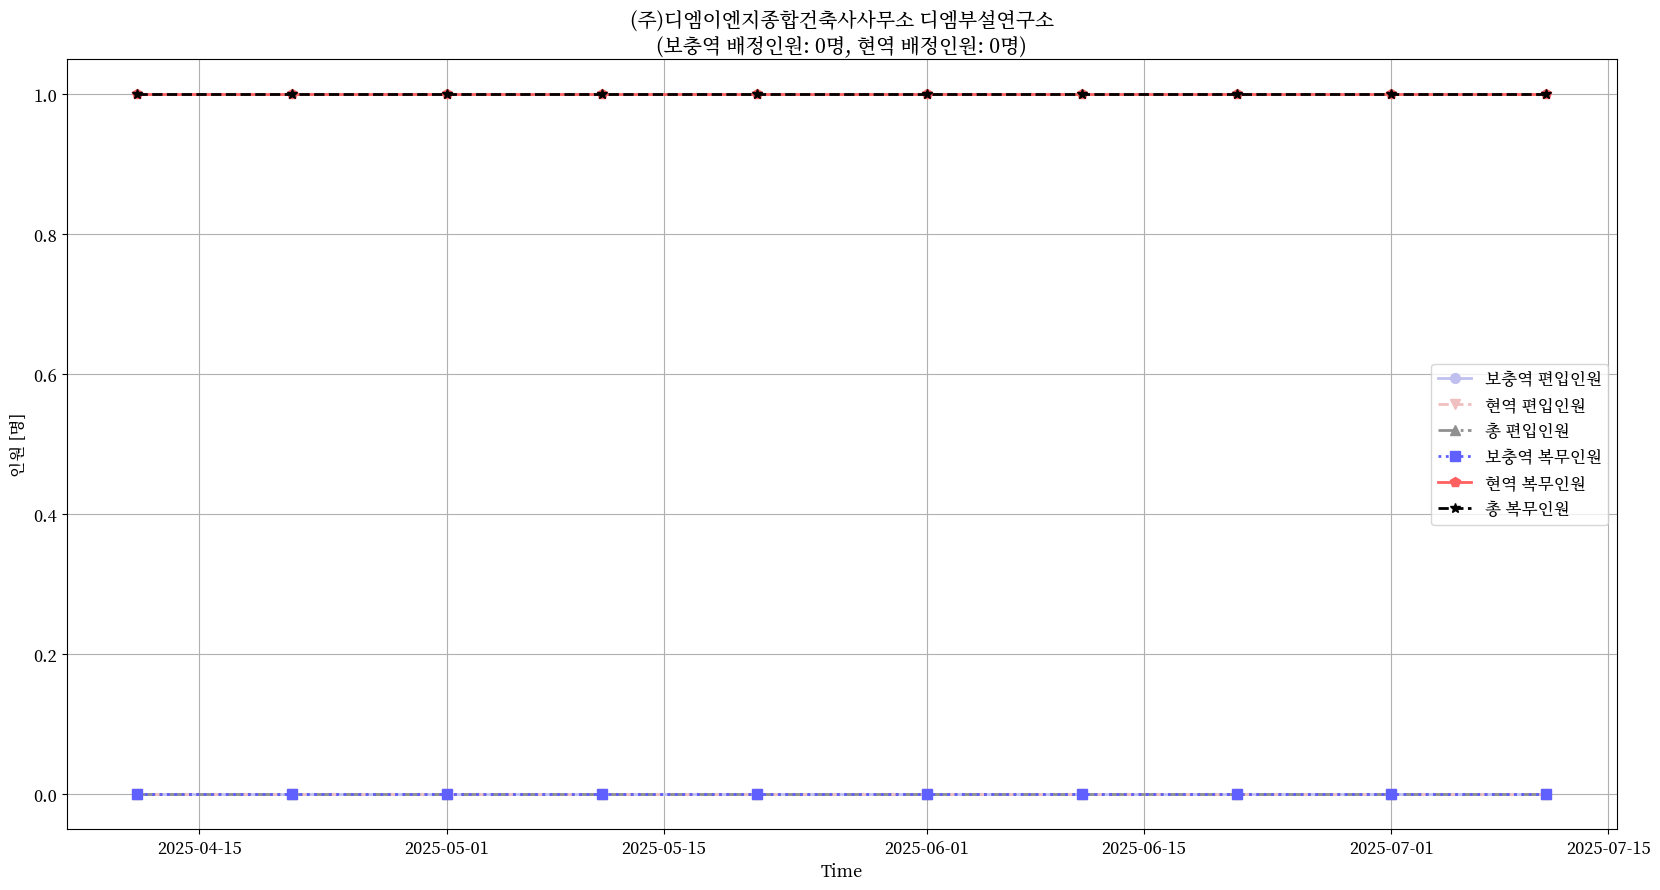 (주)디엠이엔지종합건축사사무소 디엠부설연구소
(보충역 배정인원: 0명, 현역 배정인원: 0명)
1.0
0.8
0.6
0.4
0.2
0.0
인원 [명]
보충역 편입인원
현역 편입인원
총 편입인원
보충역 복무인원
현역 복무인원
총 복무인원
2025-04-15
2025-05-01
2025-05-15
2025-06-01
2025-06-15
2025-07-01
2025-07-15
Time